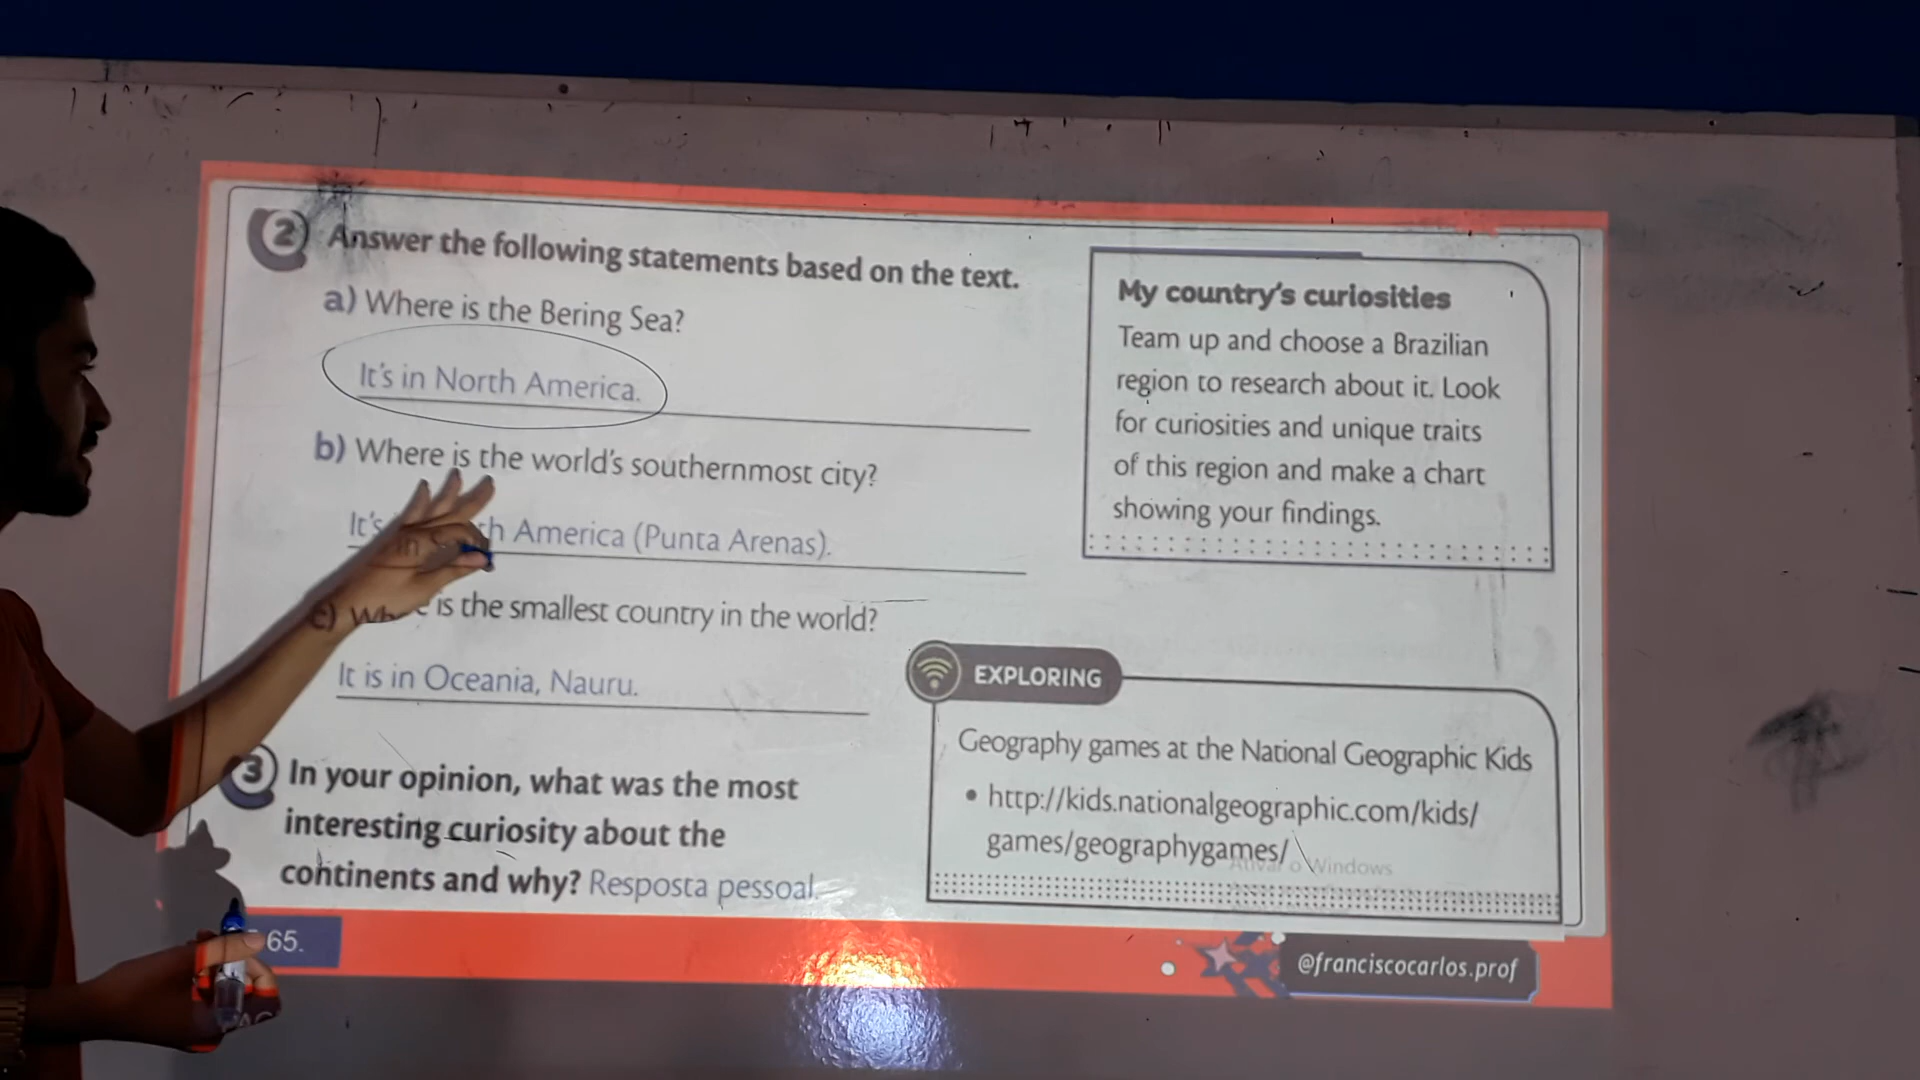 2 Answer the following statements based on the text.
a) Where is the Bering Sea?
It's in North America.
b) Where is the world's southernmost city?
It's in America (Punta Arenas).
c) is the smallest country in the world?
It is in Oceania, Nauru.
3 In your opinion, what was the most
interesting curiosity about the
continents and why? Resposta pessoal.
65.
My country's curiosities
Team up and choose a Brazilian
region to research about it. Look
for curiosities and unique traits
of this region and make a chart
showing your findings.
EXPLORING
Geography games at the National Geographic Kids
• http://kids.nationalgeographic.com/kids/
games/geographygames/
Ativar o Windows
@franciscocarlos.prof